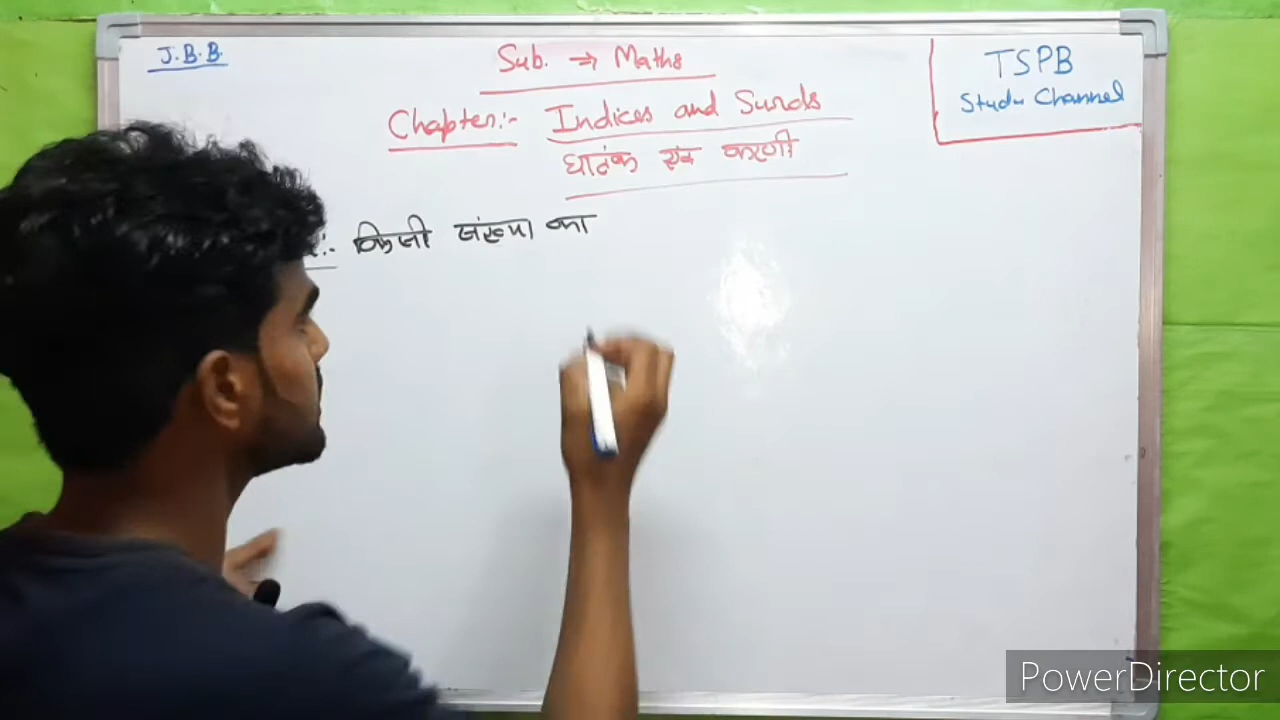 J.B.B.
Sub. ⇒ Maths
Chapter:- Indices and Surds
घातंक एवं करणी
TSPB
Study Channel
:- किसी संख्या का
PowerDirector